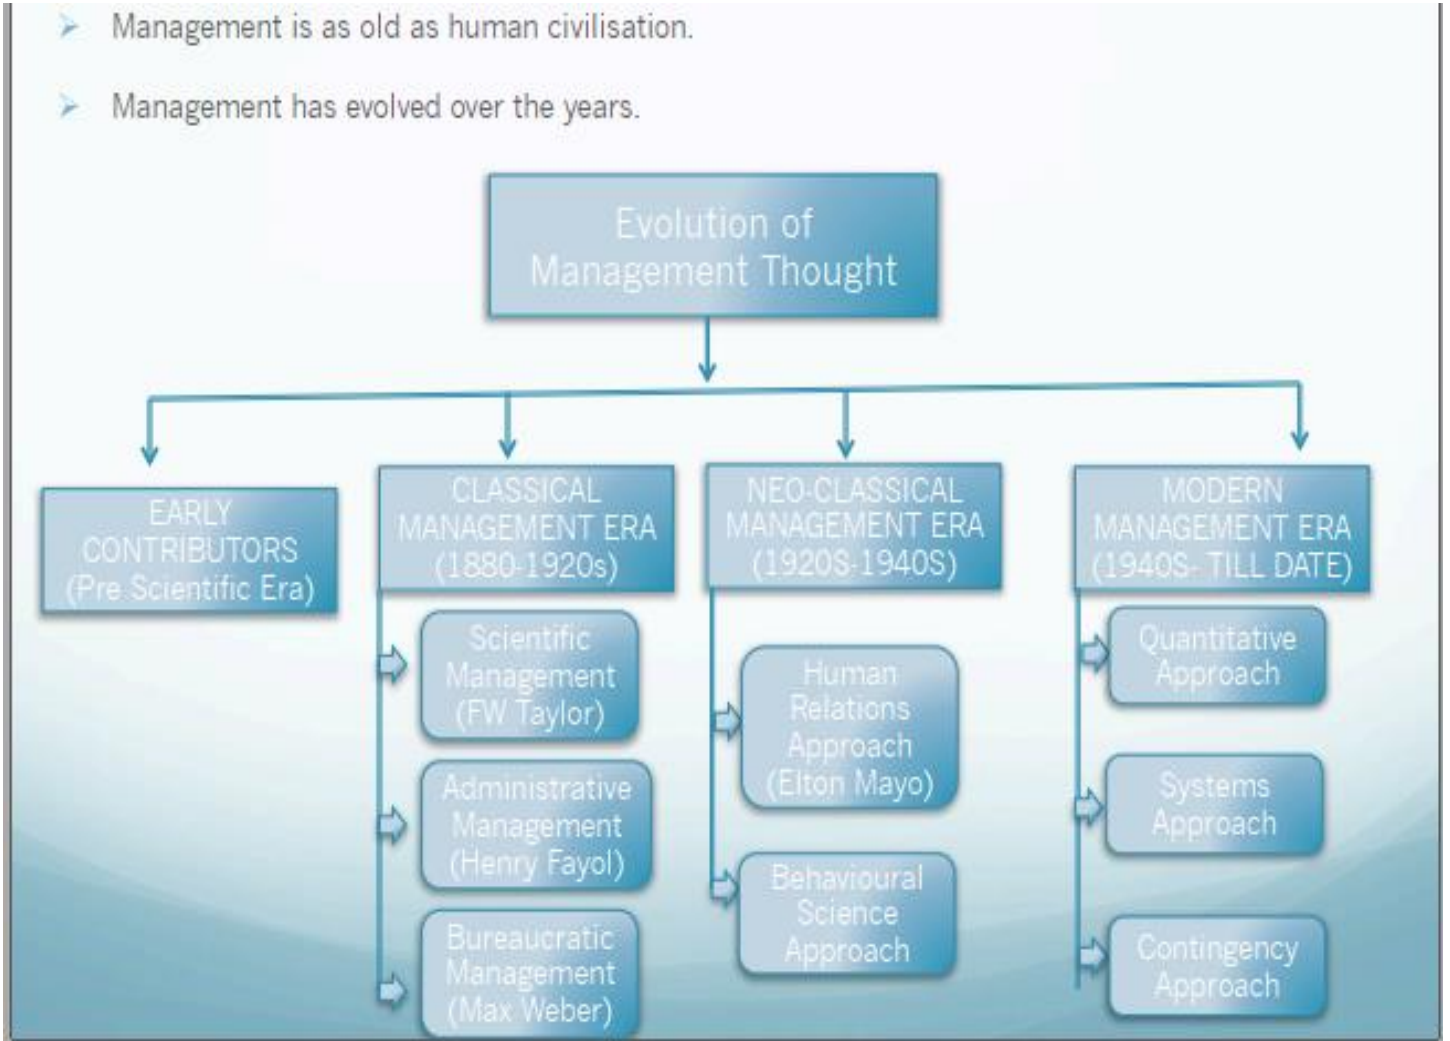 Management is as old as human civilisation.
Management has evolved over the years.
Evolution of
Management Thought
EARLY
CONTRIBUTORS
(Pre Scientific Era)
CLASSICAL
MANAGEMENT ERA
(1880-1920s)
Scientific
Management
(FW Taylor)
Administrative
Management
(Henry Fayol)
Bureaucratic
Management
(Max Weber)
NEO-CLASSICAL
MANAGEMENT ERA
(1920S-1940S)
Human
Relations
Approach
(Elton Mayo)
Behavioural
Science
Approach
MODERN
MANAGEMENT ERA
(1940S- TILL DATE)
Quantitative
Approach
Systems
Approach
Contingency
Approach